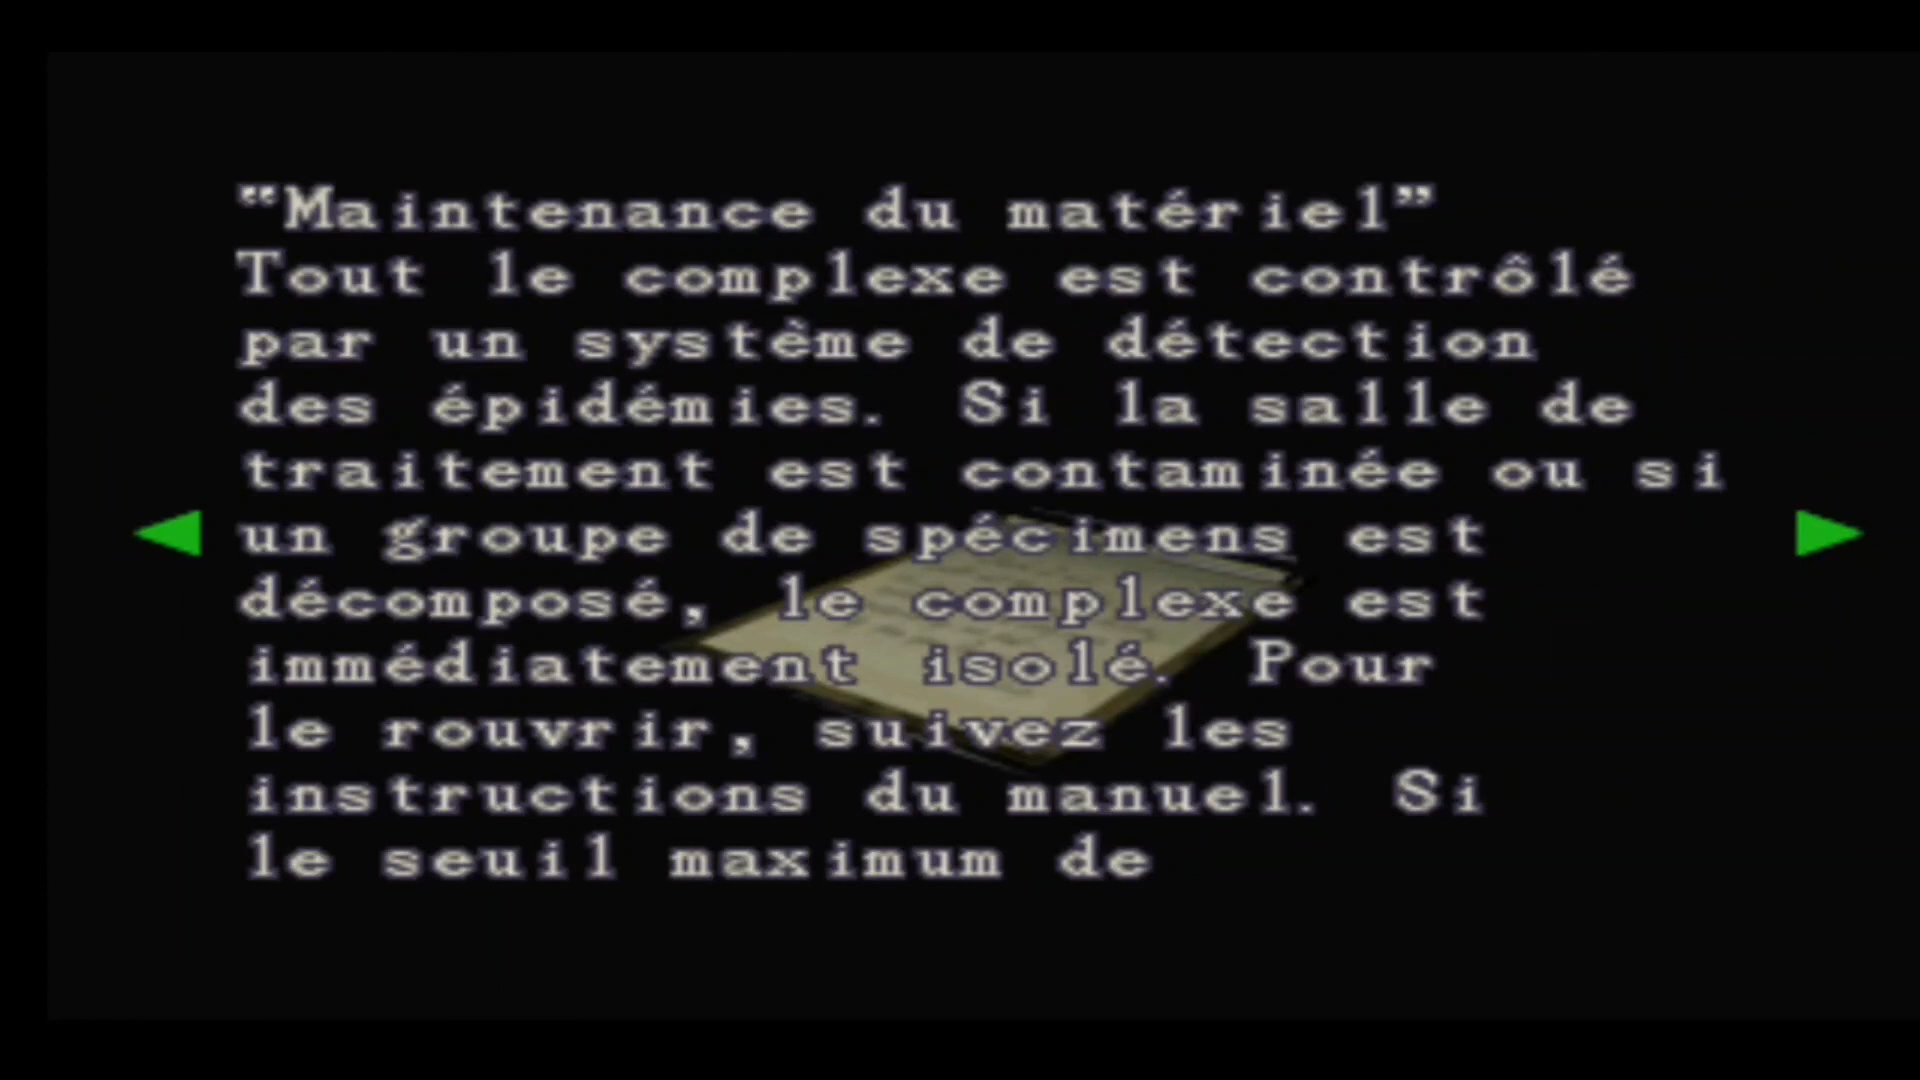 “Maintenance du matériel”
Tout le complexe est contrôlé
par un système de détection
des épidémies. Si la salle de
traitement est contaminée ou si
un groupe de spécimens est
décomposé, le complexe est
immédiatement isolé. Pour
le rouvrir, suivez les
instructions du manuel. Si
le seuil maximum de